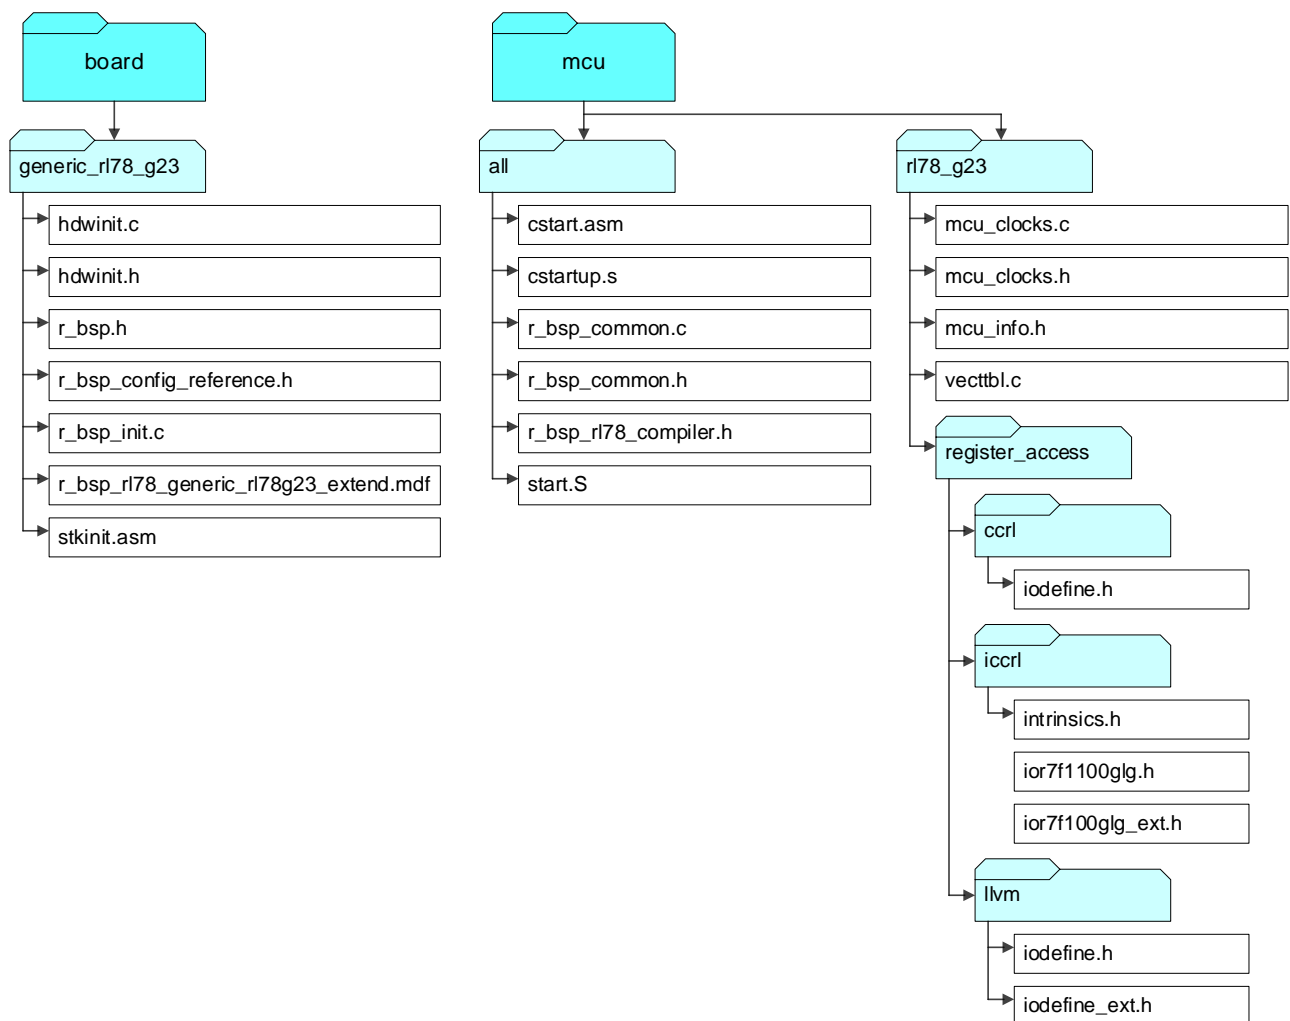 board
generic_rl78_g23
hdwinit.c
hdwinit.h
r_bsp.h
r_bsp_config_reference.h
r_bsp_init.c
r_bsp_rl78_generic_rl78g23_extend.mdf
stkinit.asm
mcu
all
cstart.asm
cstartup.s
r_bsp_common.c
r_bsp_common.h
r_bsp_rl78_compiler.h
start.S
rl78_g23
mcu_clocks.c
mcu_clocks.h
mcu_info.h
vecttbl.c
register_access
ccrl
iodefine.h
iccrl
intrinsics.h
ior7f1100glg.h
ior7f100glg_ext.h
llvm
iodefine.h
iodefine_ext.h